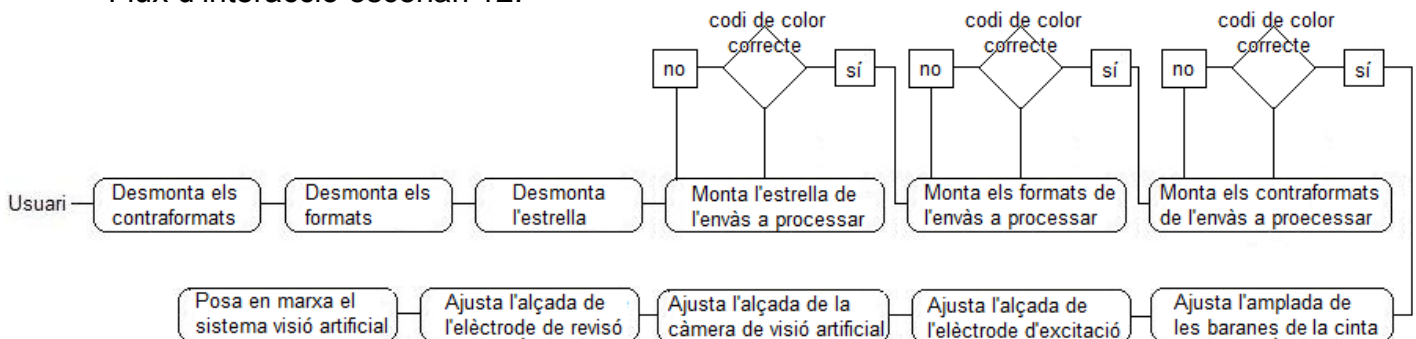 codi de color
correcte
no
sí
codi de color
correcte
no
sí
codi de color
correcte
no
sí
Usuari
Desmonta els
contraformats
Desmonta els
formats
Desmonta
l'estrella
Monta l'estrella de
l'envàs a processar
Monta els formats de
l'envàs a processar
Monta els contraformats
de l'envàs a proecessar
Posa en marxa el
sistema visió artificial
Ajusta l'alçada de
l'elèctrode de revisó
Ajusta l'alçada de la
càmera de visió artificial
Ajusta l'alçada de
l'elèctrode d'excitació
Ajusta l'amplada de
les baranes de la cinta